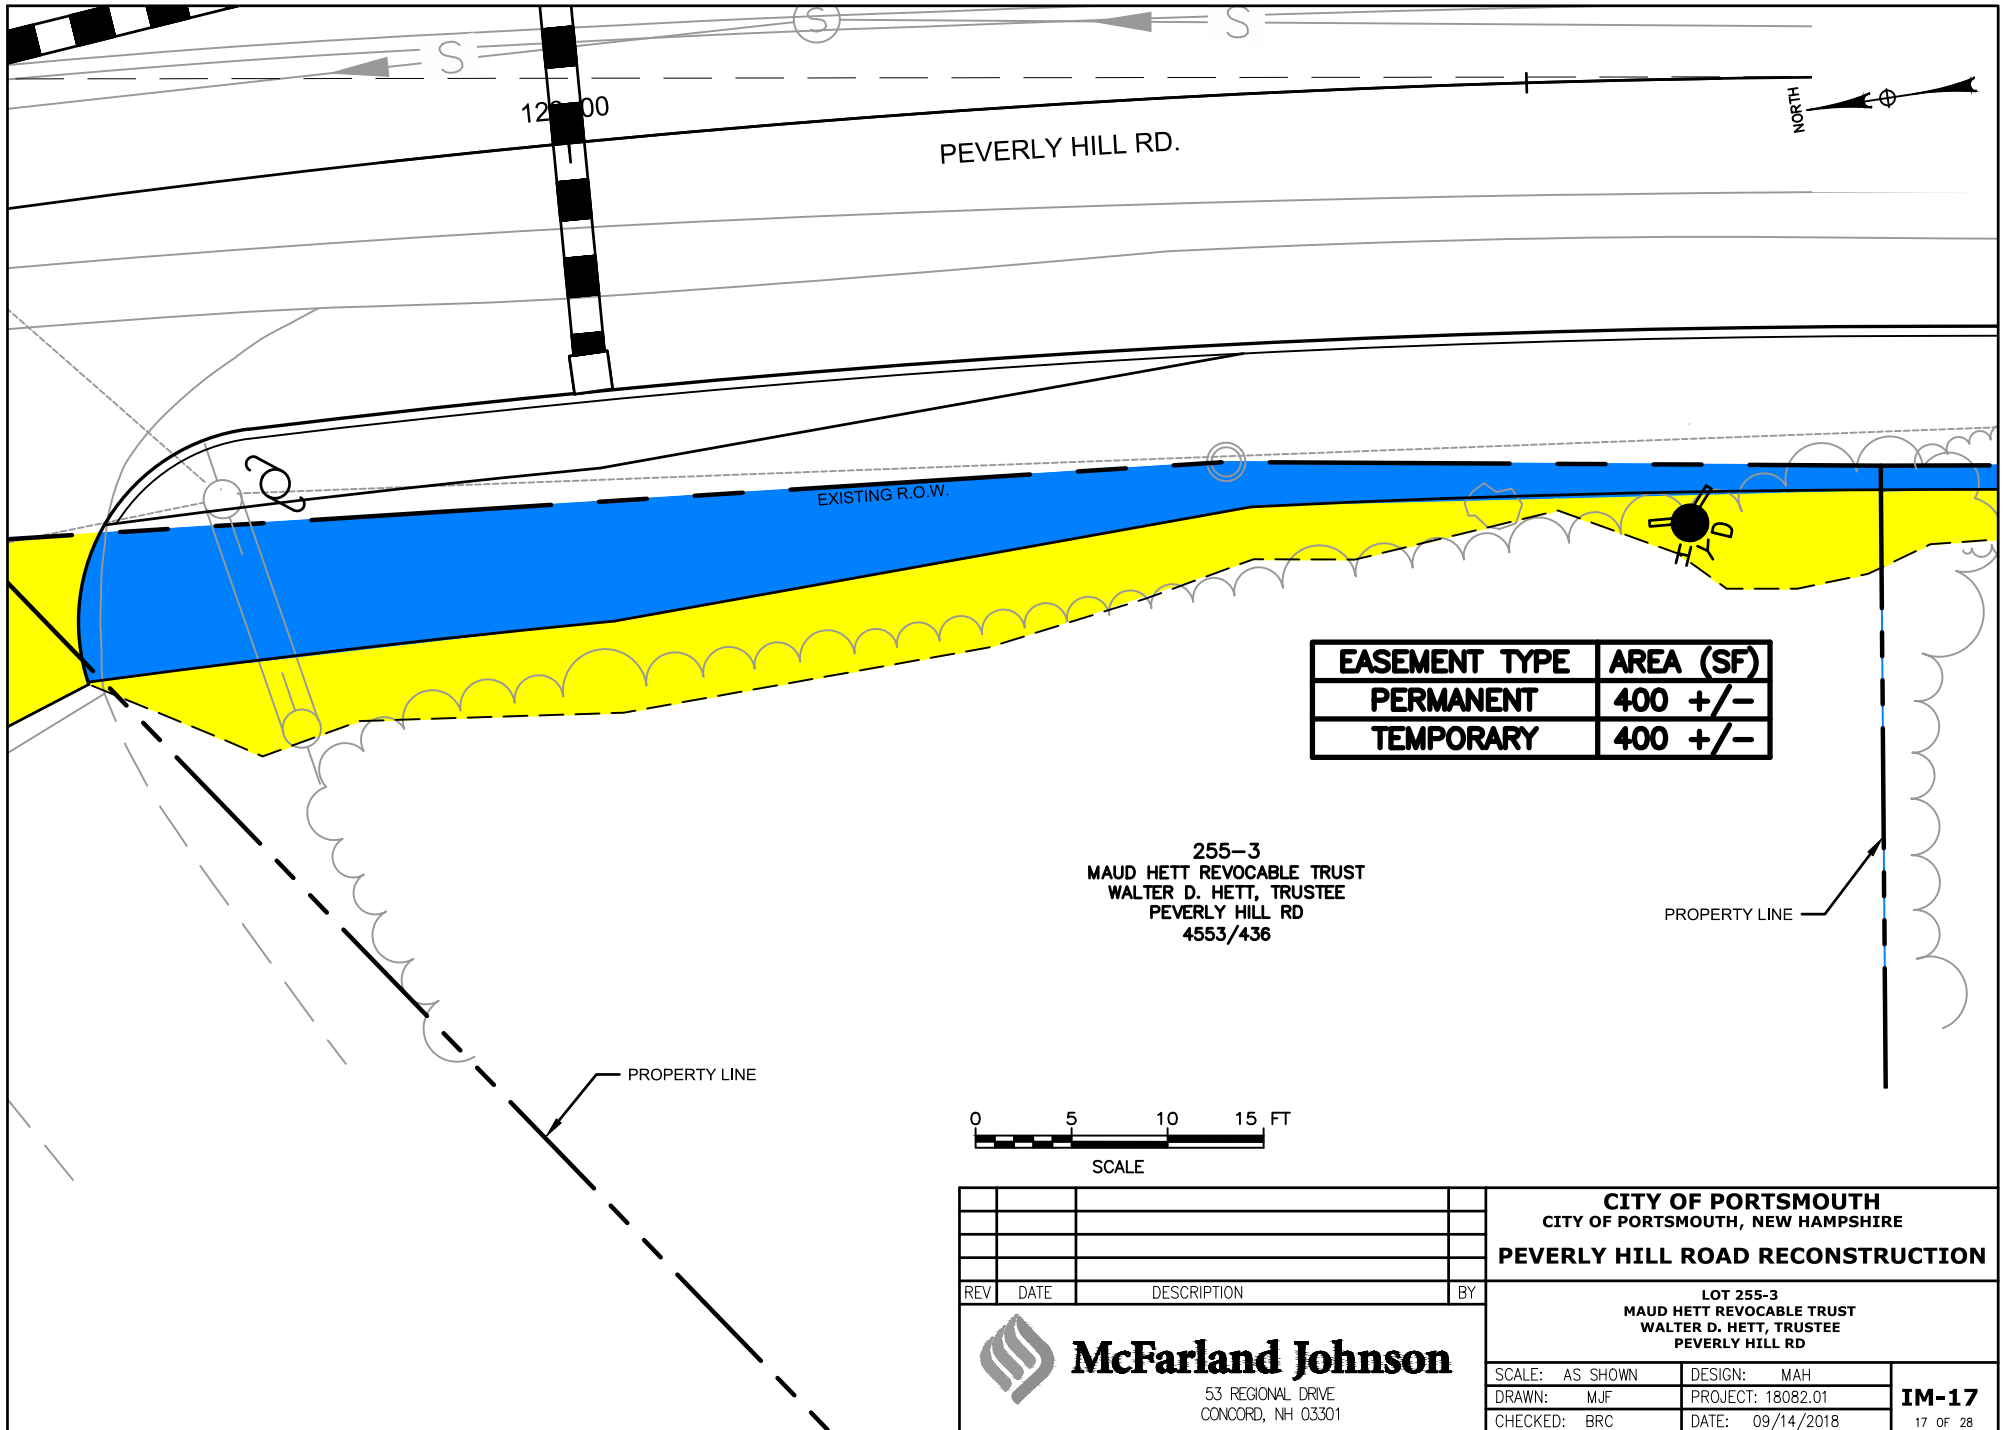 S
S
S
PEVERLY HILL RD.
NORTH
EXISTING R.O.W.
HYD
EASEMENT TYPE AREA (SF)
PERMANENT 400 +/-
TEMPORARY 400 +/-
255-3
MAUD HETT REVOCABLE TRUST
WALTER D. HETT, TRUSTEE
PEVERLY HILL RD
4553/436
PROPERTY LINE
PROPERTY LINE
0 5 10 15 FT
SCALE
REV DATE DESCRIPTION BY
McFarland Johnson
53 REGIONAL DRIVE
CONCORD, NH 03301
CITY OF PORTSMOUTH
CITY OF PORTSMOUTH, NEW HAMPSHIRE
PEVERLY HILL ROAD RECONSTRUCTION
LOT 255-3
MAUD HETT REVOCABLE TRUST
WALTER D. HETT, TRUSTEE
PEVERLY HILL RD
SCALE: AS SHOWN DESIGN: MAH
DRAWN: MJF PROJECT: 18082.01
CHECKED: BRC DATE: 09/14/2018
IM-17
17 OF 28